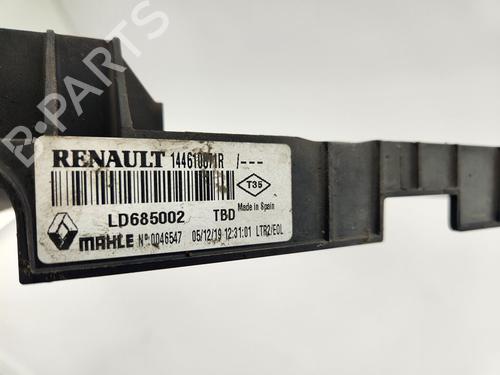 B-PARTS
RENAULT 144610071R /---
T35
LD685002 TBD Made in Spain
MAHLE Nº 0046547 05/12/19 12:31:01 LTR2/EOL